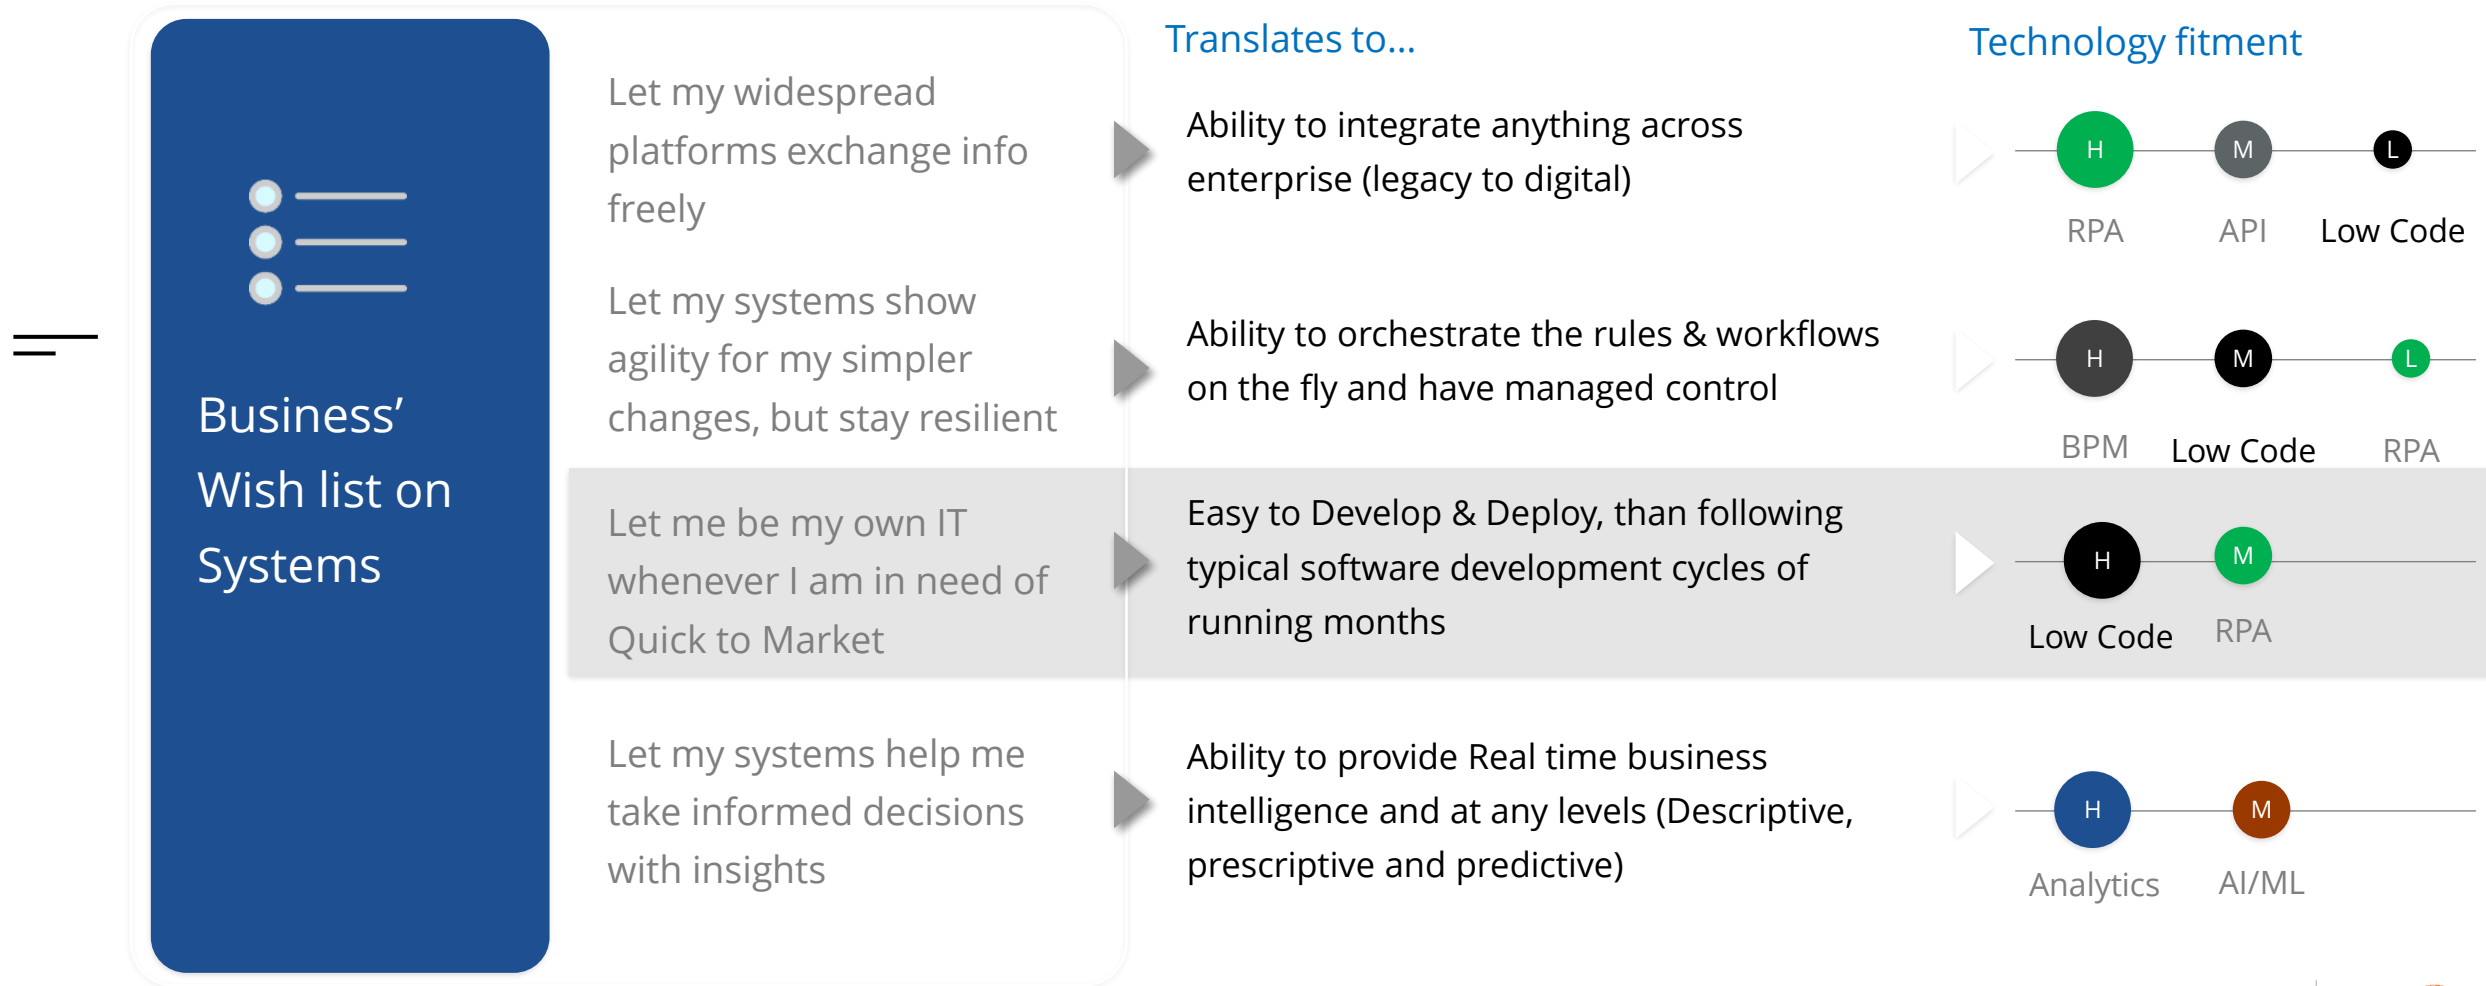 Business’
Wish list on
Systems
Translates to...
Technology fitment
Let my widespread
platforms exchange info
freely
Ability to integrate anything across
enterprise (legacy to digital)
H M L
RPA API Low Code
Let my systems show
agility for my simpler
changes, but stay resilient
Ability to orchestrate the rules & workflows
on the fly and have managed control
H M L
BPM Low Code RPA
Let me be my own IT
whenever I am in need of
Quick to Market
Easy to Develop & Deploy, than following
typical software development cycles of
running months
H M
Low Code RPA
Let my systems help me
take informed decisions
with insights
Ability to provide Real time business
intelligence and at any levels (Descriptive,
prescriptive and predictive)
H M
Analytics AI/ML